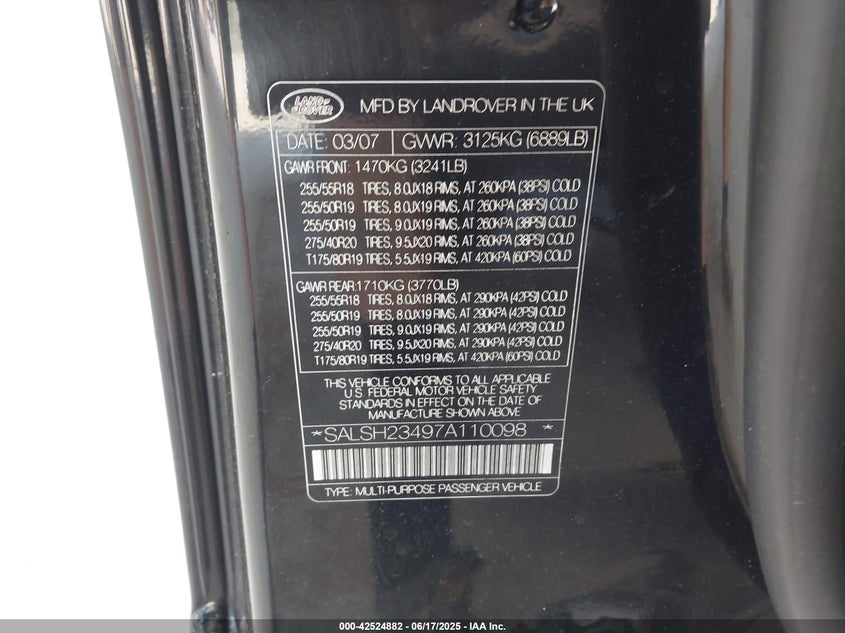 LAND ROVER
MFD BY LANDROVER IN THE UK
DATE: 03/07 GVWR: 3125KG (6889LB)
GAWR FRONT: 1470KG (3241LB)
255/55R18 TIRES, 8.0JX18 RIMS, AT 260KPA (38PSI) COLD
255/50R19 TIRES, 8.0JX19 RIMS, AT 260KPA (38PSI) COLD
255/50R19 TIRES, 9.0JX19 RIMS, AT 260KPA (38PSI) COLD
275/40R20 TIRES, 9.5JX20 RIMS, AT 260KPA (38PSI) COLD
T175/80R19 TIRES, 5.5JX19 RIMS, AT 420KPA (60PSI) COLD
GAWR REAR: 1710KG (3770LB)
255/55R18 TIRES, 8.0JX18 RIMS, AT 290KPA (42PSI) COLD
255/50R19 TIRES, 8.0JX19 RIMS, AT 290KPA (42PSI) COLD
255/50R19 TIRES, 9.0JX19 RIMS, AT 290KPA (42PSI) COLD
275/40R20 TIRES, 9.5JX20 RIMS, AT 290KPA (42PSI) COLD
T175/80R19 TIRES, 5.5JX19 RIMS, AT 420KPA (60PSI) COLD
THIS VEHICLE CONFORMS TO ALL APPLICABLE
U.S. FEDERAL MOTOR VEHICLE SAFETY
STANDARDS IN EFFECT ON THE DATE OF
MANUFACTURE SHOWN ABOVE
*SALSH23497A110098 *
TYPE: MULTI-PURPOSE PASSENGER VEHICLE
000-42524882 - 06/17/2025 - IAA Inc.